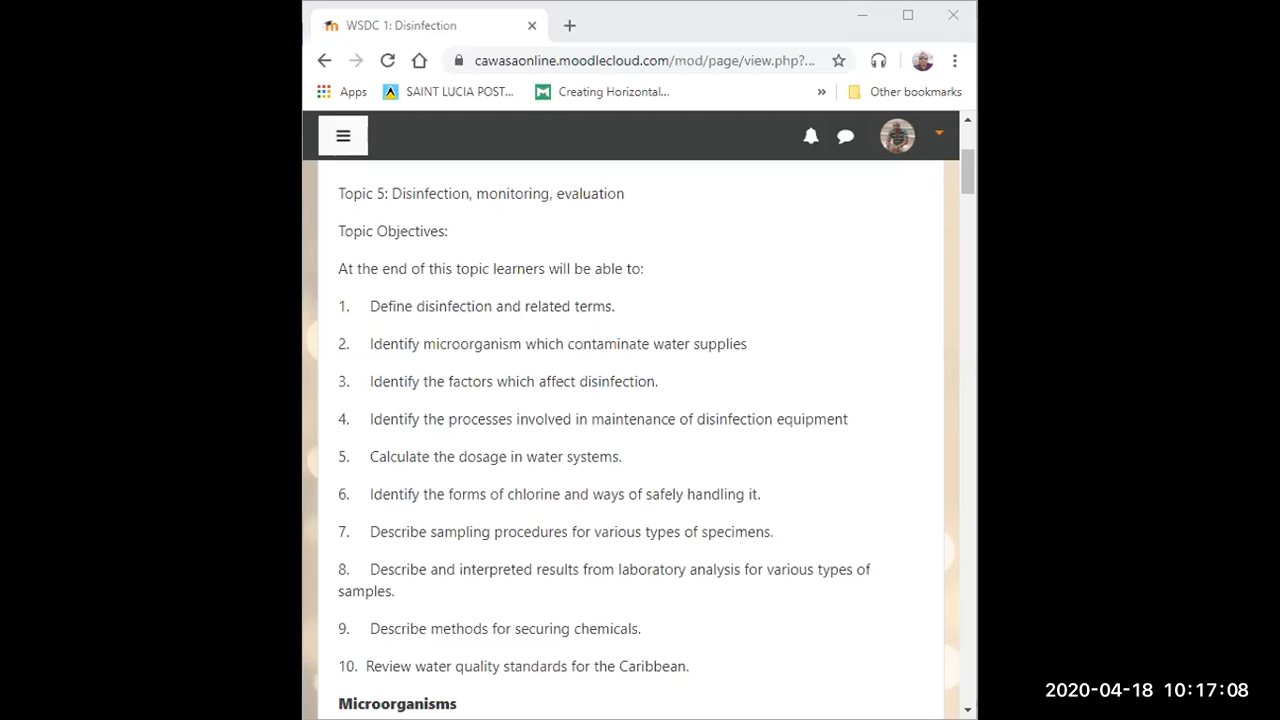 WSDC 1: Disinfection
cawasaonline.moodlecloud.com/mod/page/view.php?...
Apps SAINT LUCIA POST... Creating Horizontal... » Other bookmarks
Topic 5: Disinfection, monitoring, evaluation
Topic Objectives:
At the end of this topic learners will be able to:
1. Define disinfection and related terms.
2. Identify microorganism which contaminate water supplies
3. Identify the factors which affect disinfection.
4. Identify the processes involved in maintenance of disinfection equipment
5. Calculate the dosage in water systems.
6. Identify the forms of chlorine and ways of safely handling it.
7. Describe sampling procedures for various types of specimens.
8. Describe and interpreted results from laboratory analysis for various types of
samples.
9. Describe methods for securing chemicals.
10. Review water quality standards for the Caribbean.
Microorganisms
2020-04-18 10:17:08